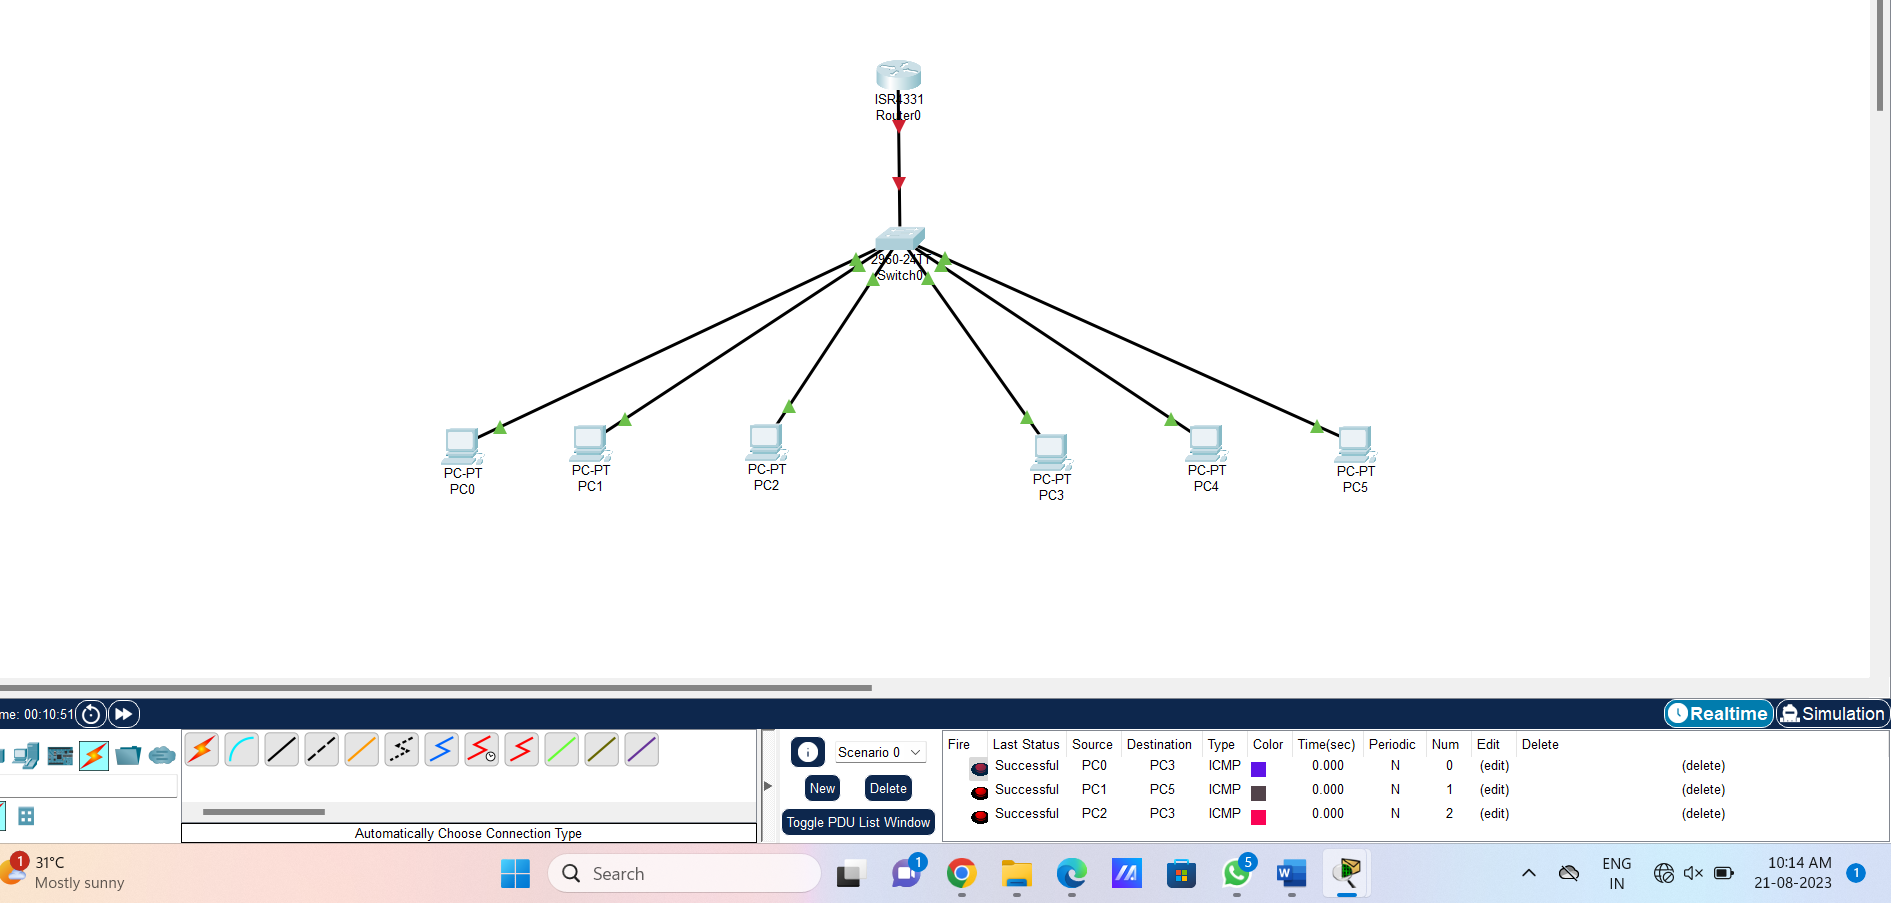 ISR4331
Router0
2960-24TT
Switch0
PC-PT
PC0
PC-PT
PC1
PC-PT
PC2
PC-PT
PC3
PC-PT
PC4
PC-PT
PC5
me: 00:10:51
Realtime
Simulation
Scenario 0
New
Delete
Toggle PDU List Window
Automatically Choose Connection Type
Fire Last Status Source Destination Type Color Time(sec) Periodic Num Edit Delete
Successful PC0 PC3 ICMP 0.000 N 0 (edit) (delete)
Successful PC1 PC5 ICMP 0.000 N 1 (edit) (delete)
Successful PC2 PC3 ICMP 0.000 N 2 (edit) (delete)
1
31°C
Mostly sunny
Search
1
5
W
ENG
IN
10:14 AM
21-08-2023
1